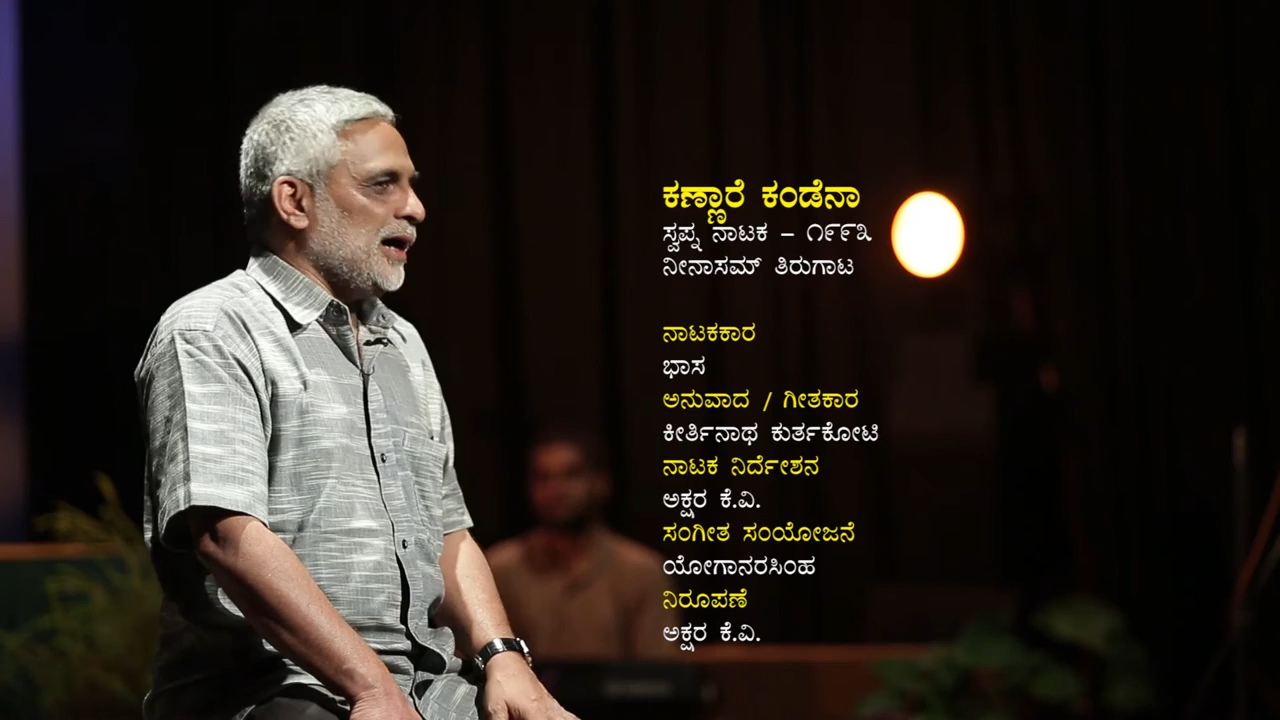 ಕಣ್ಣಾರೆ ಕಂಡೆನಾ
ಸ್ವಪ್ನ ನಾಟಕ – ೧೯೯೩
ನೀನಾಸಮ್ ತಿರುಗಾಟ
ನಾಟಕಕಾರ
ಭಾಸ
ಅನುವಾದ / ಗೀತಕಾರ
ಕೀರ್ತಿನಾಥ ಕುರ್ತಕೋಟಿ
ನಾಟಕ ನಿರ್ದೇಶನ
ಅಕ್ಷರ ಕೆ.ವಿ.
ಸಂಗೀತ ಸಂಯೋಜನೆ
ಯೋಗಾನರಸಿಂಹ
ನಿರೂಪಣೆ
ಅಕ್ಷರ ಕೆ.ವಿ.